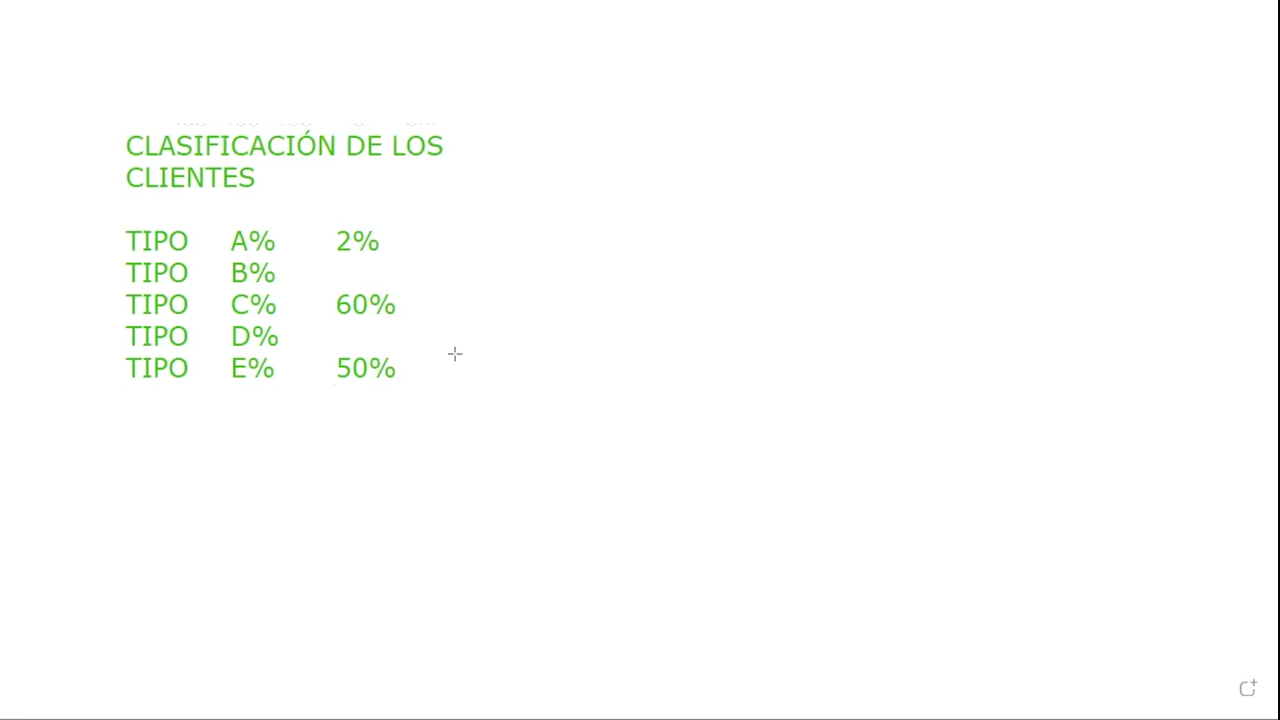 CLASIFICACIÓN DE LOS
CLIENTES
TIPO A% 2%
TIPO B%
TIPO C% 60%
TIPO D%
TIPO E% 50%